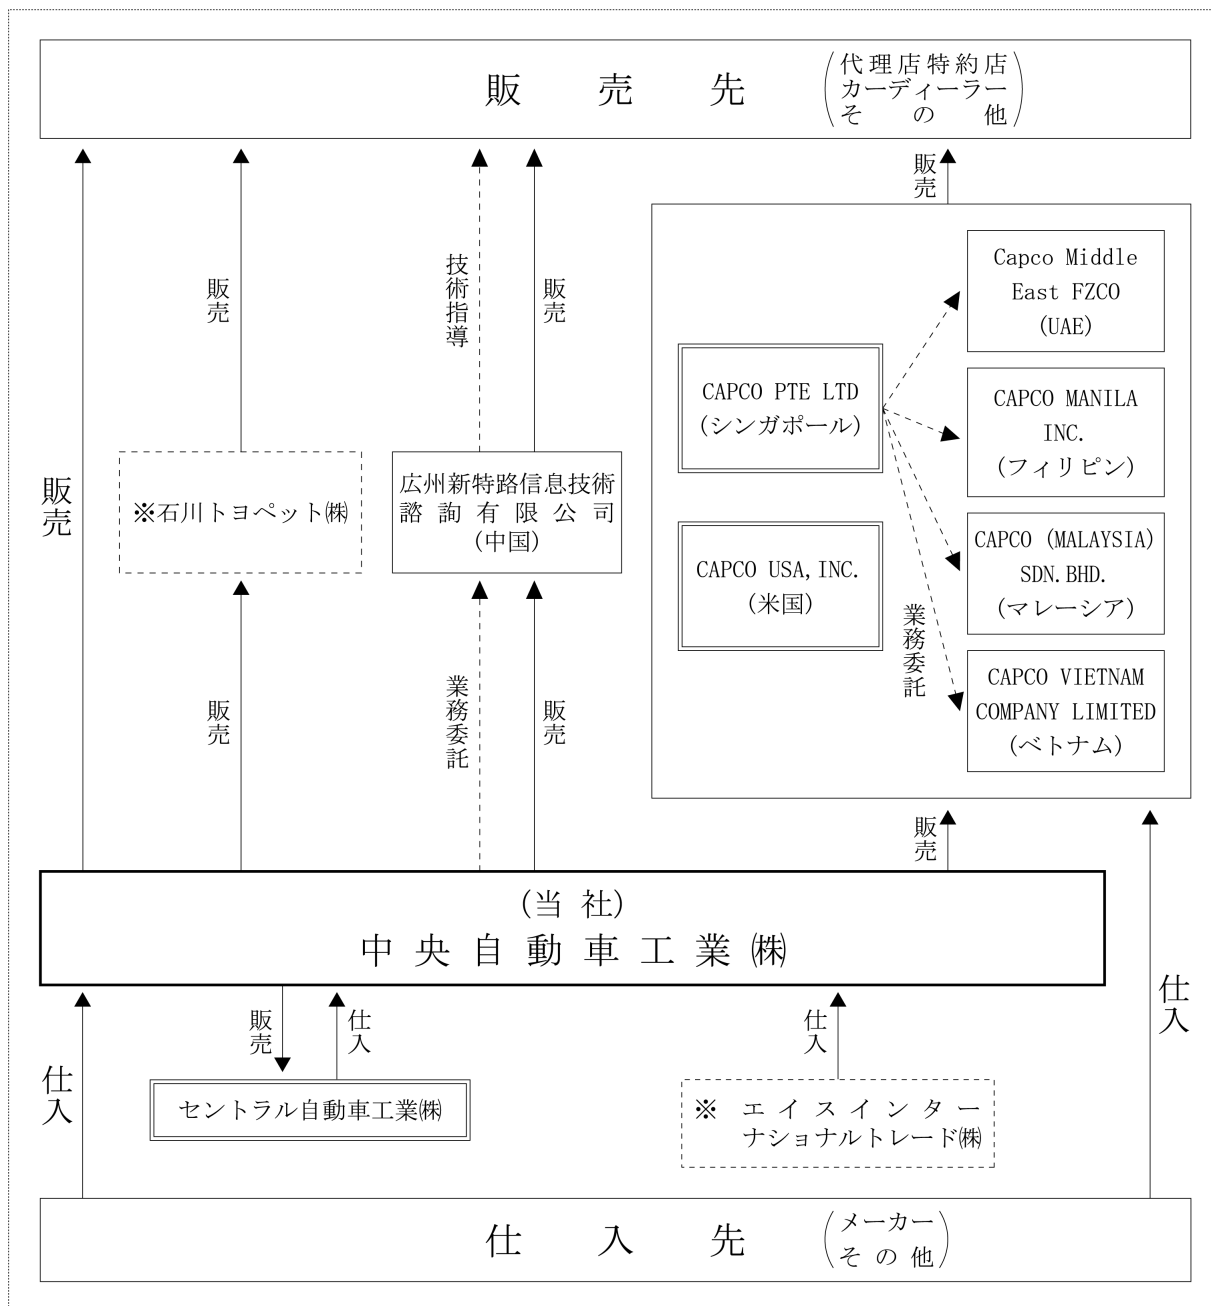 販売先
代理店特約店
カーディーラー
その他
販売
販売
技術指導
販売
販売
Capco Middle
East FZCO
(UAE)
CAPCO PTE LTD
(シンガポール)
CAPCO MANILA
INC.
(フィリピン)
※石川トヨペット㈱
広州新特路信息技術
諮詢有限公司
(中国)
CAPCO USA,INC.
(米国)
CAPCO (MALAYSIA)
SDN.BHD.
(マレーシア)
業務委託
CAPCO VIETNAM
COMPANY LIMITED
(ベトナム)
販売
業務委託
販売
販売
(当社)
中央自動車工業㈱
仕入
販売
仕入
仕入
仕入
セントラル自動車工業㈱
※ エイスインター
ナショナルトレード㈱
仕入先
メーカー
その他